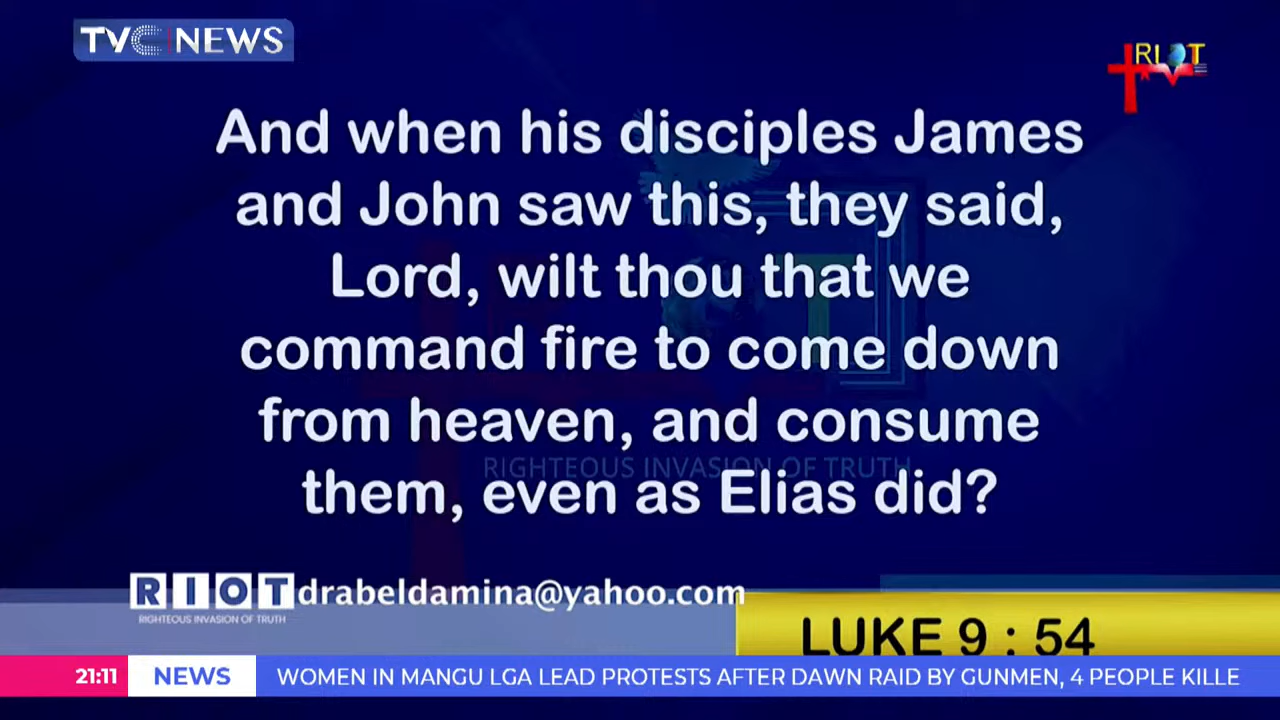 TVC NEWS
RIOT
And when his disciples James
and John saw this, they said,
Lord, wilt thou that we
command fire to come down
from heaven, and consume
them, even as Elias did?
RIGHTEOUS INVASION OF TRUTH
RIOT drabeldamina@yahoo.com
RIGHTEOUS INVASION OF TRUTH
LUKE 9 : 54
21:11 NEWS WOMEN IN MANGU LGA LEAD PROTESTS AFTER DAWN RAID BY GUNMEN, 4 PEOPLE KILLE